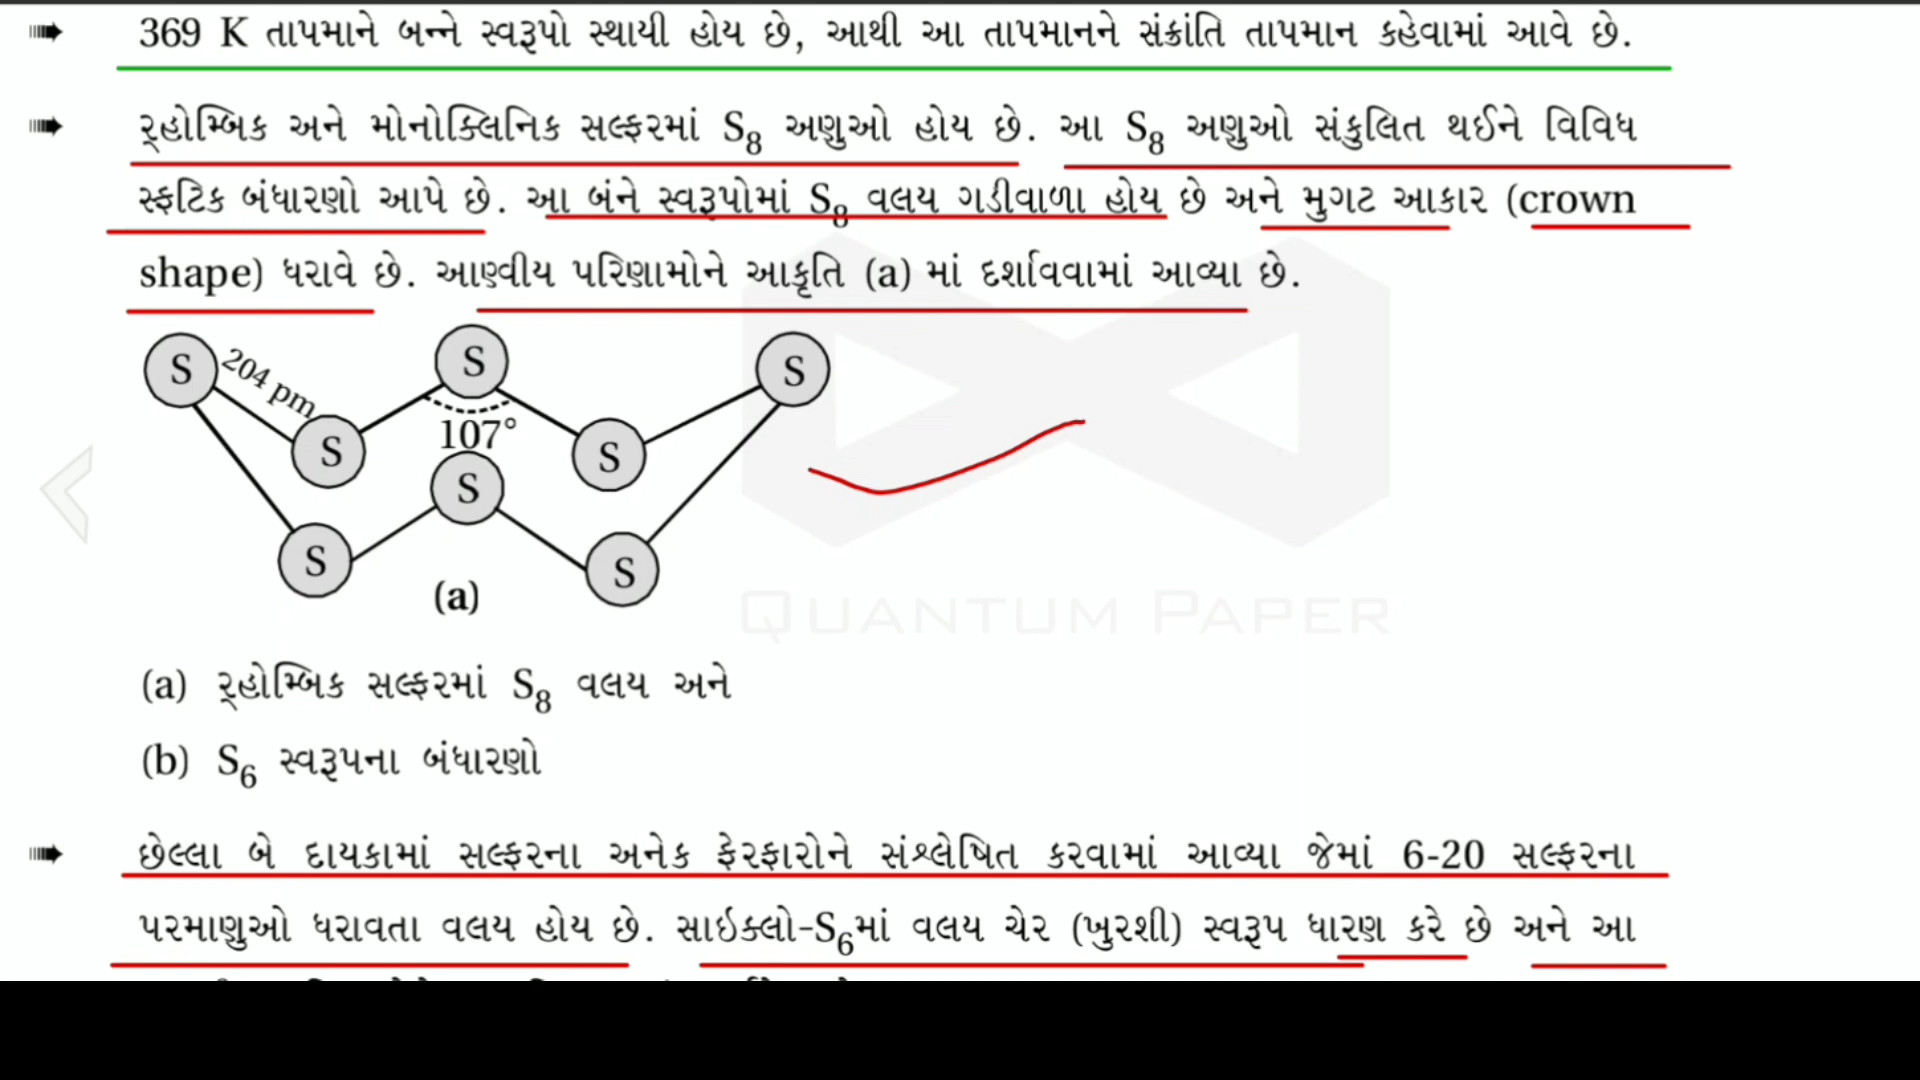 369 K તાપમાને બન્ને સ્વરૂપો સ્થાયી હોય છે, આથી આ તાપમાનને સંક્રાંતિ તાપમાન કહેવામાં આવે છે.
ર્‌હોમ્બિક અને મોનોક્લિનિક સલ્ફરમાં S8 અણુઓ હોય છે. આ S8 અણુઓ સંકુલિત થઈને વિવિધ
સ્ફટિક બંધારણો આપે છે. આ બંને સ્વરૂપોમાં S8 વલય ગડીવાળા હોય છે અને મુગટ આકાર (crown
shape) ધરાવે છે. આણ્વીય પરિણામોને આકૃતિ (a) માં દર્શાવવામાં આવ્યા છે.
S 204 pm S S
S 107° S
S
S S
(a)
QUANTUM PAPER
(a) ર્‌હોમ્બિક સલ્ફરમાં S8 વલય અને
(b) S6 સ્વરૂપના બંધારણો
છેલ્લા બે દાયકામાં સલ્ફરના અનેક ફેરફારોને સંશ્લેષિત કરવામાં આવ્યા જેમાં 6-20 સલ્ફરના
પરમાણુઓ ધરાવતા વલય હોય છે. સાઇક્લો-S6માં વલય ચેર (ખુરશી) સ્વરૂપ ધારણ કરે છે અને આ